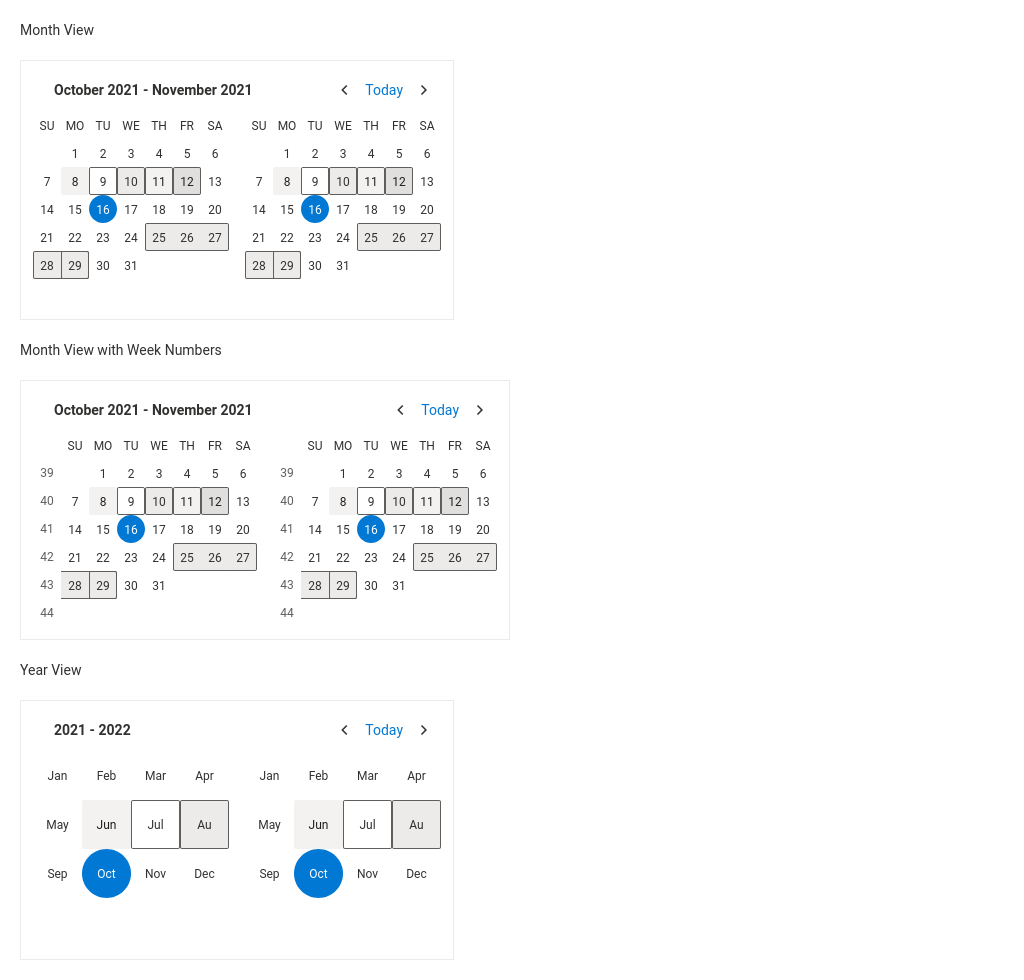 Month View
October 2021 - November 2021 Today
SU MO TU WE TH FR SA SU MO TU WE TH FR SA
1 2 3 4 5 6 1 2 3 4 5 6
7 8 9 10 11 12 13 7 8 9 10 11 12 13
14 15 16 17 18 19 20 14 15 16 17 18 19 20
21 22 23 24 25 26 27 21 22 23 24 25 26 27
28 29 30 31 28 29 30 31
Month View with Week Numbers
October 2021 - November 2021 Today
SU MO TU WE TH FR SA SU MO TU WE TH FR SA
39 1 2 3 4 5 6 39 1 2 3 4 5 6
40 7 8 9 10 11 12 13 40 7 8 9 10 11 12 13
41 14 15 16 17 18 19 20 41 14 15 16 17 18 19 20
42 21 22 23 24 25 26 27 42 21 22 23 24 25 26 27
43 28 29 30 31 43 28 29 30 31
44 44
Year View
2021 - 2022 Today
Jan Feb Mar Apr Jan Feb Mar Apr
May Jun Jul Au May Jun Jul Au
Sep Oct Nov Dec Sep Oct Nov Dec